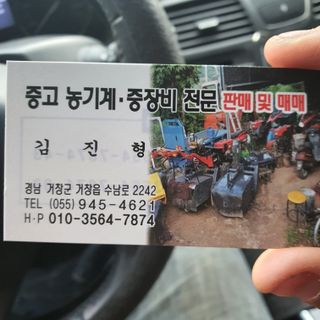 중고 농기계·중장비 전문 판매 및 매매
김 진 형
경남 거창군 거창읍 수남로 2242
TEL (055) 945-4621
H·P 010-3564-7874